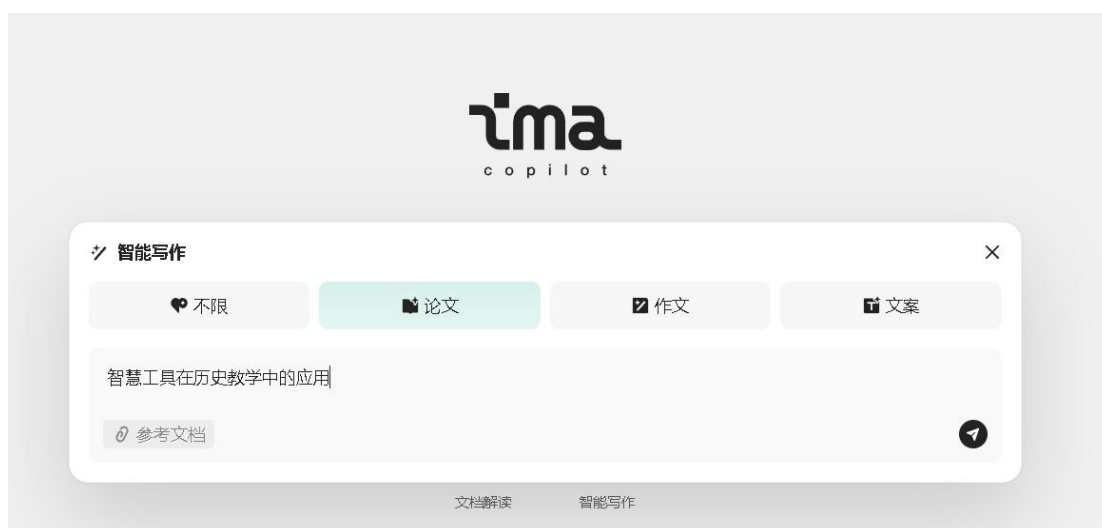 ima
copilot
智能写作
不限
论文
作文
文案
智慧工具在历史教学中的应用
参考文档
文档解读
智能写作